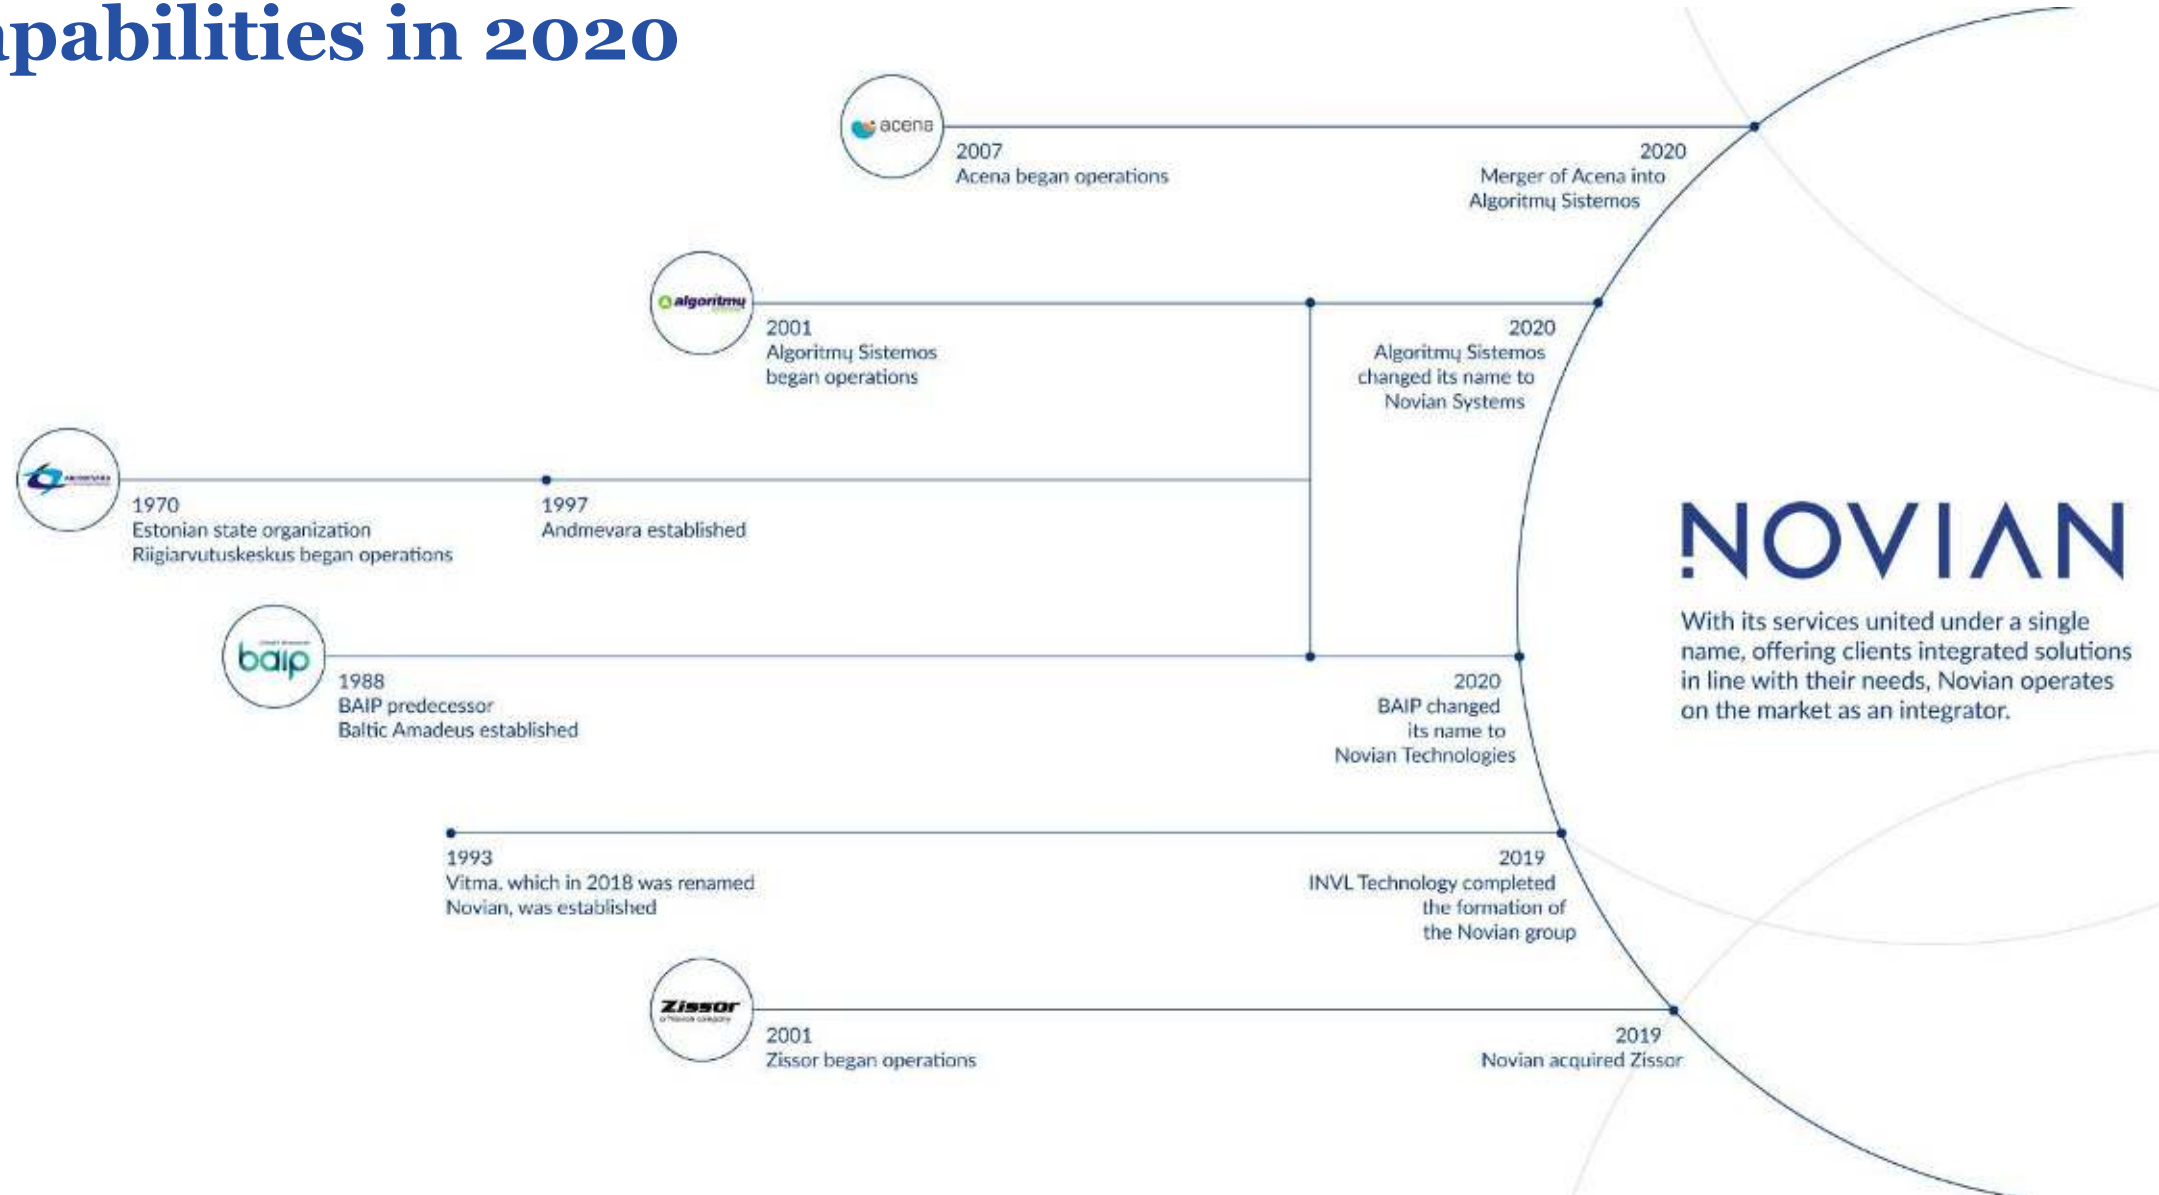 apabilities in 2020
acena
2007
Acena began operations
2020
Merger of Acena into
Algoritmų Sistemos
algoritmų
2001
Algoritmų Sistemos
began operations
2020
Algoritmų Sistemos
changed its name to
Novian Systems
1970
Estonian state organization
Riigiarvutuskeskus began operations
1997
Andmevara established
NOVIAN
With its services united under a single
name, offering clients integrated solutions
in line with their needs, Novian operates
on the market as an integrator.
baip
1988
BAIP predecessor
Baltic Amadeus established
2020
BAIP changed
its name to
Novian Technologies
1993
Vitma, which in 2018 was renamed
Novian, was established
2019
INVL Technology completed
the formation of
the Novian group
Zissor
a Novian company
2001
Zissor began operations
2019
Novian acquired Zissor